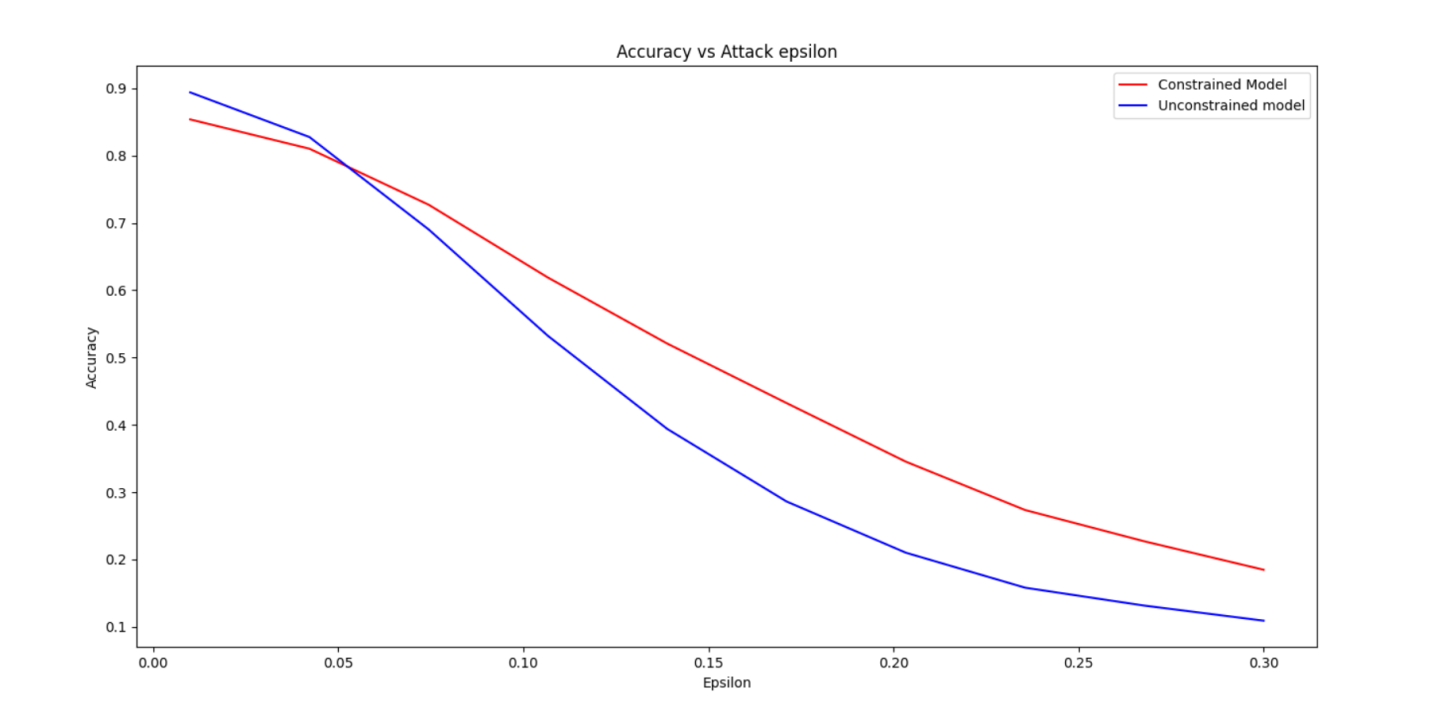 Accuracy vs Attack epsilon
Constrained Model
Unconstrained model
0.9
0.8
0.7
0.6
0.5
0.4
0.3
0.2
0.1
Accuracy
0.00 0.05 0.10 0.15 0.20 0.25 0.30
Epsilon